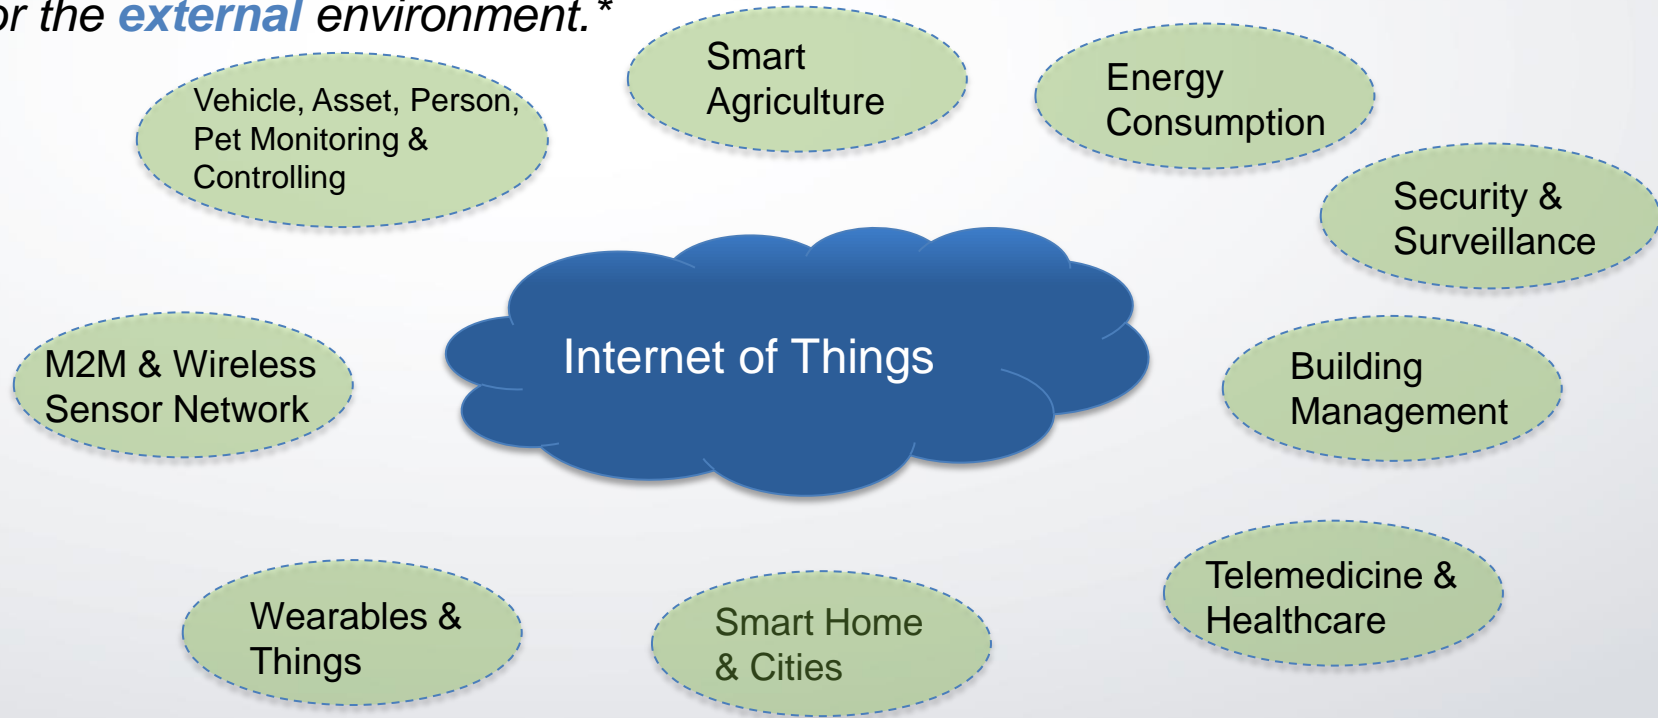 or the external environment.*
Smart
Agriculture
Energy
Consumption
Vehicle, Asset, Person,
Pet Monitoring &
Controlling
Security &
Surveillance
Internet of Things
M2M & Wireless
Sensor Network
Building
Management
Telemedicine &
Healthcare
Wearables &
Things
Smart Home
& Cities